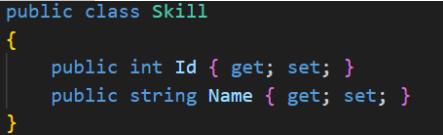 public class Skill
{
    public int Id { get; set; }
    public string Name { get; set; }
}